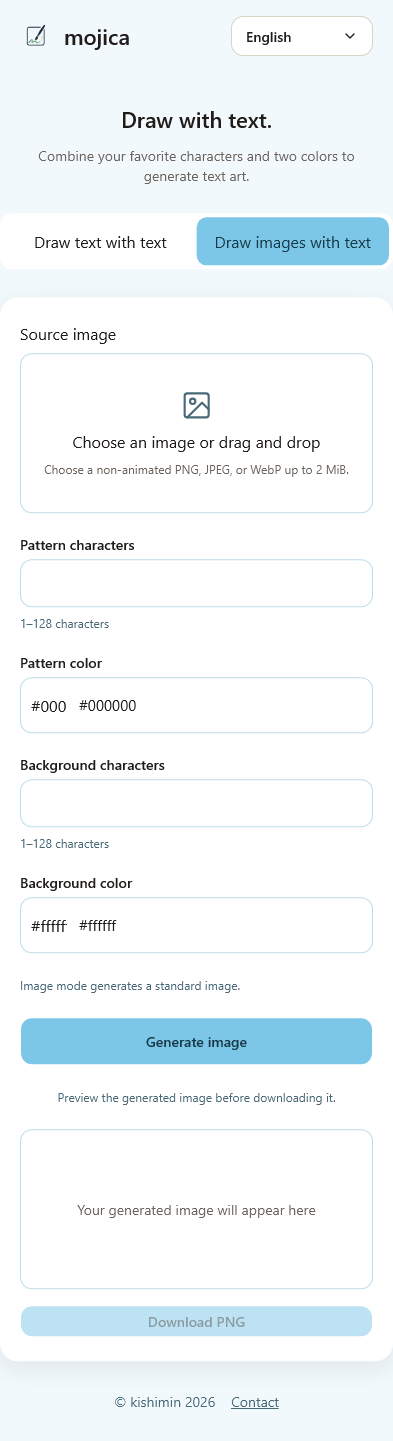 mojica
English
Draw with text.
Combine your favorite characters and two colors to
generate text art.
Draw text with text
Draw images with text
Source image
Choose an image or drag and drop
Choose a non-animated PNG, JPEG, or WebP up to 2 MiB.
Pattern characters
1–128 characters
Pattern color
#000 #000000
Background characters
1–128 characters
Background color
#fffff #ffffff
Image mode generates a standard image.
Generate image
Preview the generated image before downloading it.
Your generated image will appear here
Download PNG
© kishimin 2026 Contact